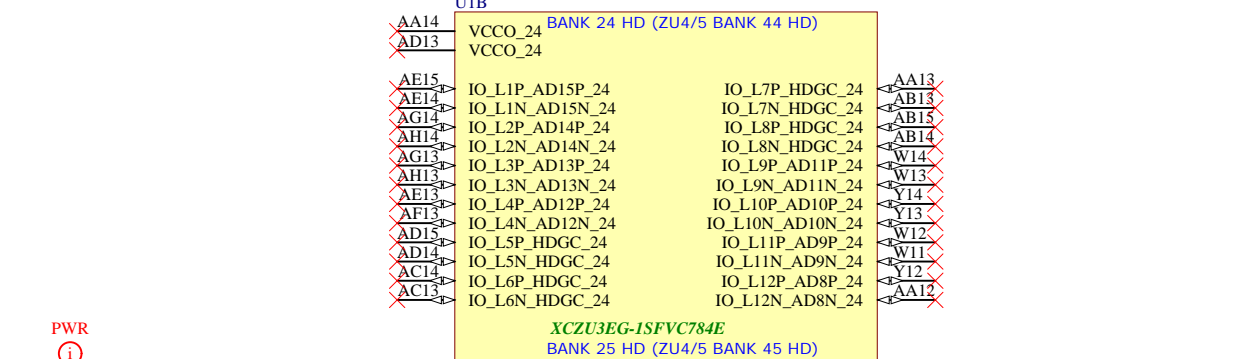 U1B
BANK 24 HD (ZU4/5 BANK 44 HD)
AA14 VCCO_24
AD13 VCCO_24
AE15 IO_L1P_AD15P_24 IO_L7P_HDGC_24 AA13
AE14 IO_L1N_AD15N_24 IO_L7N_HDGC_24 AB13
AG14 IO_L2P_AD14P_24 IO_L8P_HDGC_24 AB15
AH14 IO_L2N_AD14N_24 IO_L8N_HDGC_24 AB14
AG13 IO_L3P_AD13P_24 IO_L9P_AD11P_24 W14
AH13 IO_L3N_AD13N_24 IO_L9N_AD11N_24 W13
AE13 IO_L4P_AD12P_24 IO_L10P_AD10P_24 Y14
AF13 IO_L4N_AD12N_24 IO_L10N_AD10N_24 Y13
AD15 IO_L5P_HDGC_24 IO_L11P_AD9P_24 W12
AD14 IO_L5N_HDGC_24 IO_L11N_AD9N_24 W11
AC14 IO_L6P_HDGC_24 IO_L12P_AD8P_24 Y12
AC13 IO_L6N_HDGC_24 IO_L12N_AD8N_24 AA12
PWR XCZU3EG-1SFVC784E
i BANK 25 HD (ZU4/5 BANK 45 HD)